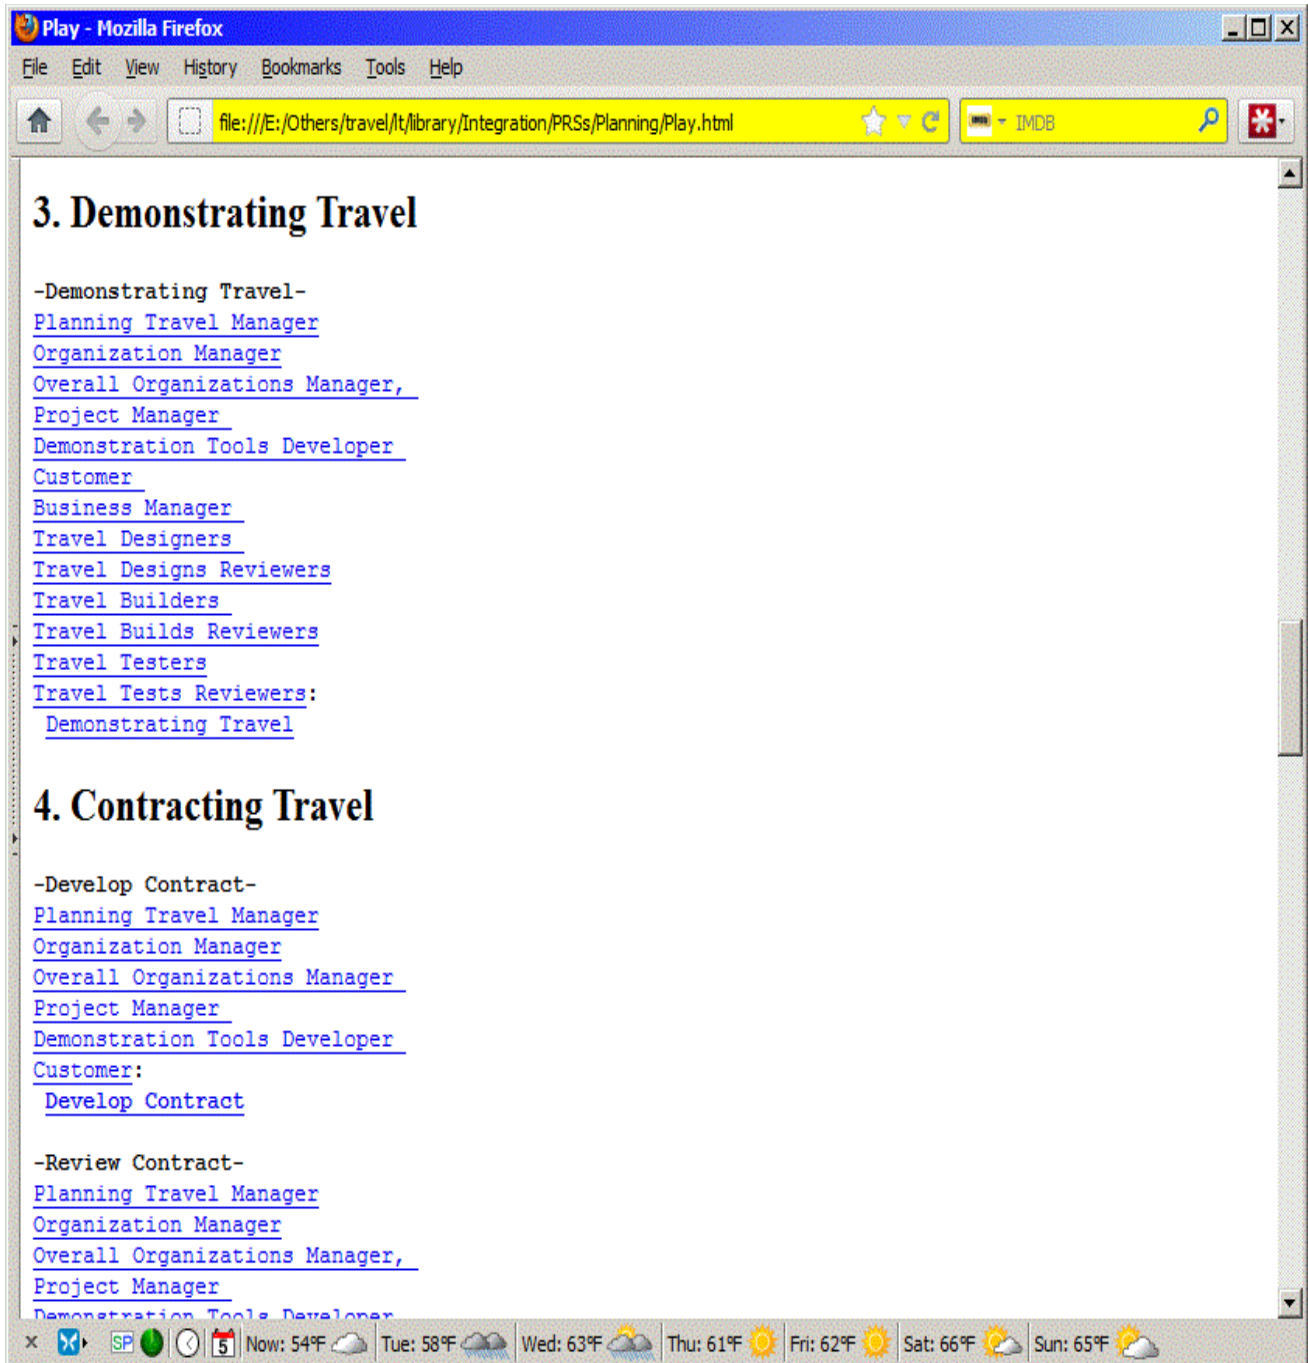 Play - Mozilla Firefox
File Edit View History Bookmarks Tools Help
file:///E:/Others/travel/lt/library/Integration/PRSs/Planning/Play.html IMDB
3. Demonstrating Travel
-Demonstrating Travel-
Planning Travel Manager
Organization Manager
Overall Organizations Manager,
Project Manager
Demonstration Tools Developer
Customer
Business Manager
Travel Designers
Travel Designs Reviewers
Travel Builders
Travel Builds Reviewers
Travel Testers
Travel Tests Reviewers:
Demonstrating Travel
4. Contracting Travel
-Develop Contract-
Planning Travel Manager
Organization Manager
Overall Organizations Manager
Project Manager
Demonstration Tools Developer
Customer:
Develop Contract
-Review Contract-
Planning Travel Manager
Organization Manager
Overall Organizations Manager,
Project Manager
Demonstration Tools Developer
SP 5 Now: 54°F Tue: 58°F Wed: 63°F Thu: 61°F Fri: 62°F Sat: 66°F Sun: 65°F